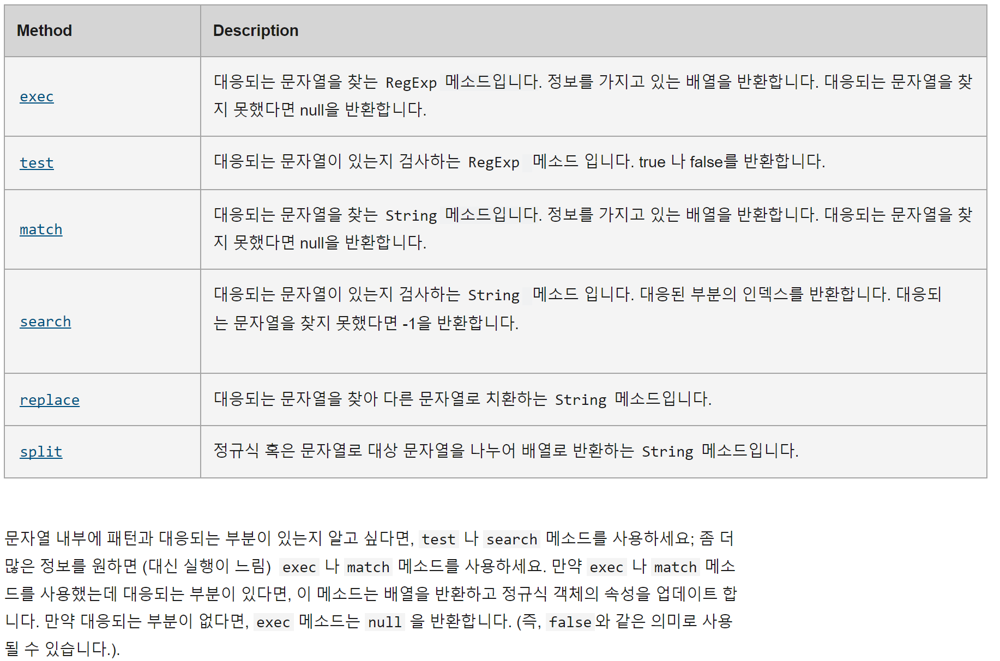 Method Description
exec
대응되는 문자열을 찾는 RegExp 메소드입니다. 정보를 가지고 있는 배열을 반환합니다. 대응되는 문자열을 찾
지 못했다면 null을 반환합니다.
test
대응되는 문자열이 있는지 검사하는 RegExp 메소드 입니다. true 나 false를 반환합니다.
match
대응되는 문자열을 찾는 String 메소드입니다. 정보를 가지고 있는 배열을 반환합니다. 대응되는 문자열을 찾
지 못했다면 null을 반환합니다.
search
대응되는 문자열이 있는지 검사하는 String 메소드 입니다. 대응된 부분의 인덱스를 반환합니다. 대응되
는 문자열을 찾지 못했다면 -1을 반환합니다.
replace
대응되는 문자열을 찾아 다른 문자열로 치환하는 String 메소드입니다.
split
정규식 혹은 문자열로 대상 문자열을 나누어 배열로 반환하는 String 메소드입니다.
문자열 내부에 패턴과 대응되는 부분이 있는지 알고 싶다면, test 나 search 메소드를 사용하세요; 좀 더
많은 정보를 원하면 (대신 실행이 느림) exec 나 match 메소드를 사용하세요. 만약 exec 나 match 메소
드를 사용했는데 대응되는 부분이 있다면, 이 메소드는 배열을 반환하고 정규식 객체의 속성을 업데이트 합
니다. 만약 대응되는 부분이 없다면, exec 메소드는 null 을 반환합니다. (즉, false와 같은 의미로 사용
될 수 있습니다.).